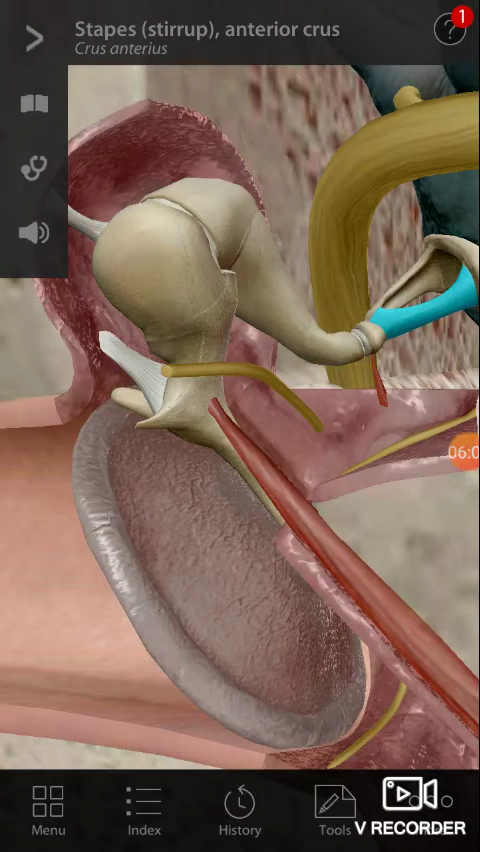 Stapes (stirrup), anterior crus
Crus anterius
?
1
06:0
Menu
Index
History
Tools
V RECORDER